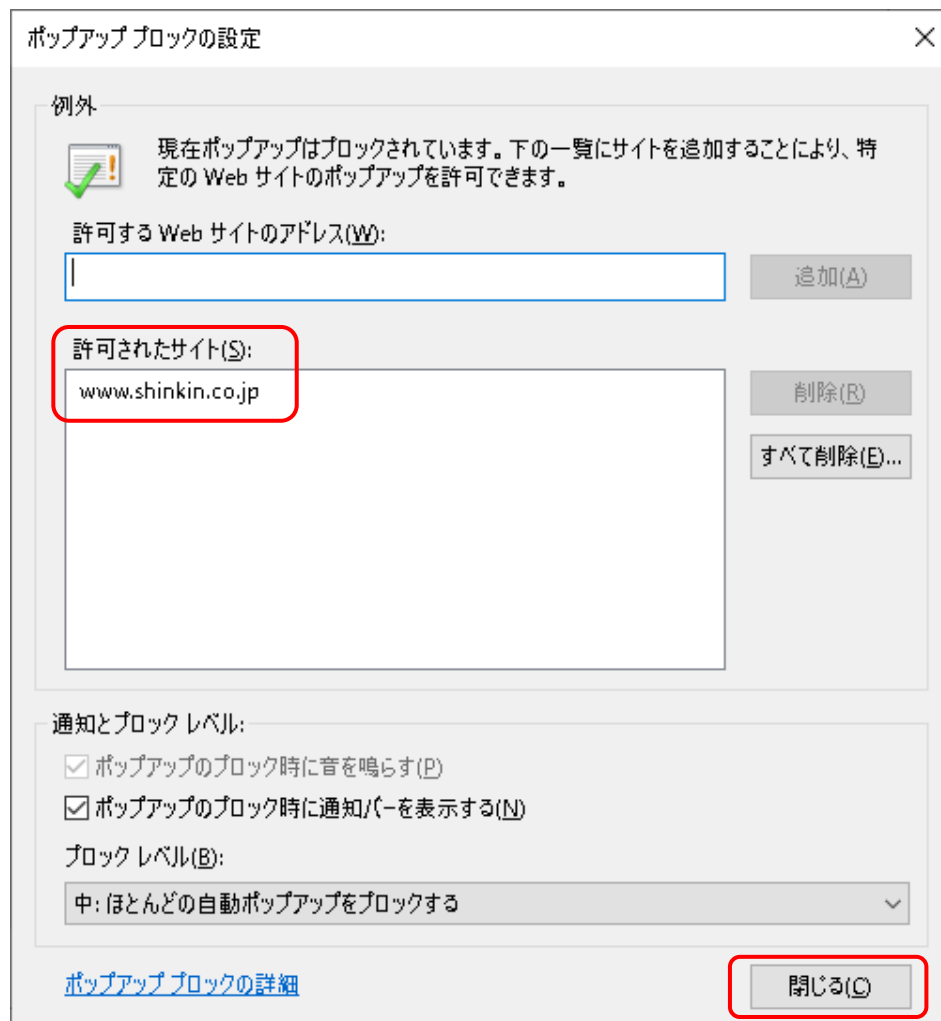 ポップアップ ブロックの設定
例外
現在ポップアップはブロックされています。下の一覧にサイトを追加することにより、特
定の Web サイトのポップアップを許可できます。
許可する Web サイトのアドレス(W):
追加(A)
許可されたサイト(S):
www.shinkin.co.jp
削除(R)
すべて削除(E)...
通知とブロック レベル:
ポップアップのブロック時に音を鳴らす(P)
ポップアップのブロック時に通知バーを表示する(N)
ブロック レベル(B):
中: ほとんどの自動ポップアップをブロックする
ポップアップ ブロックの詳細
閉じる(C)